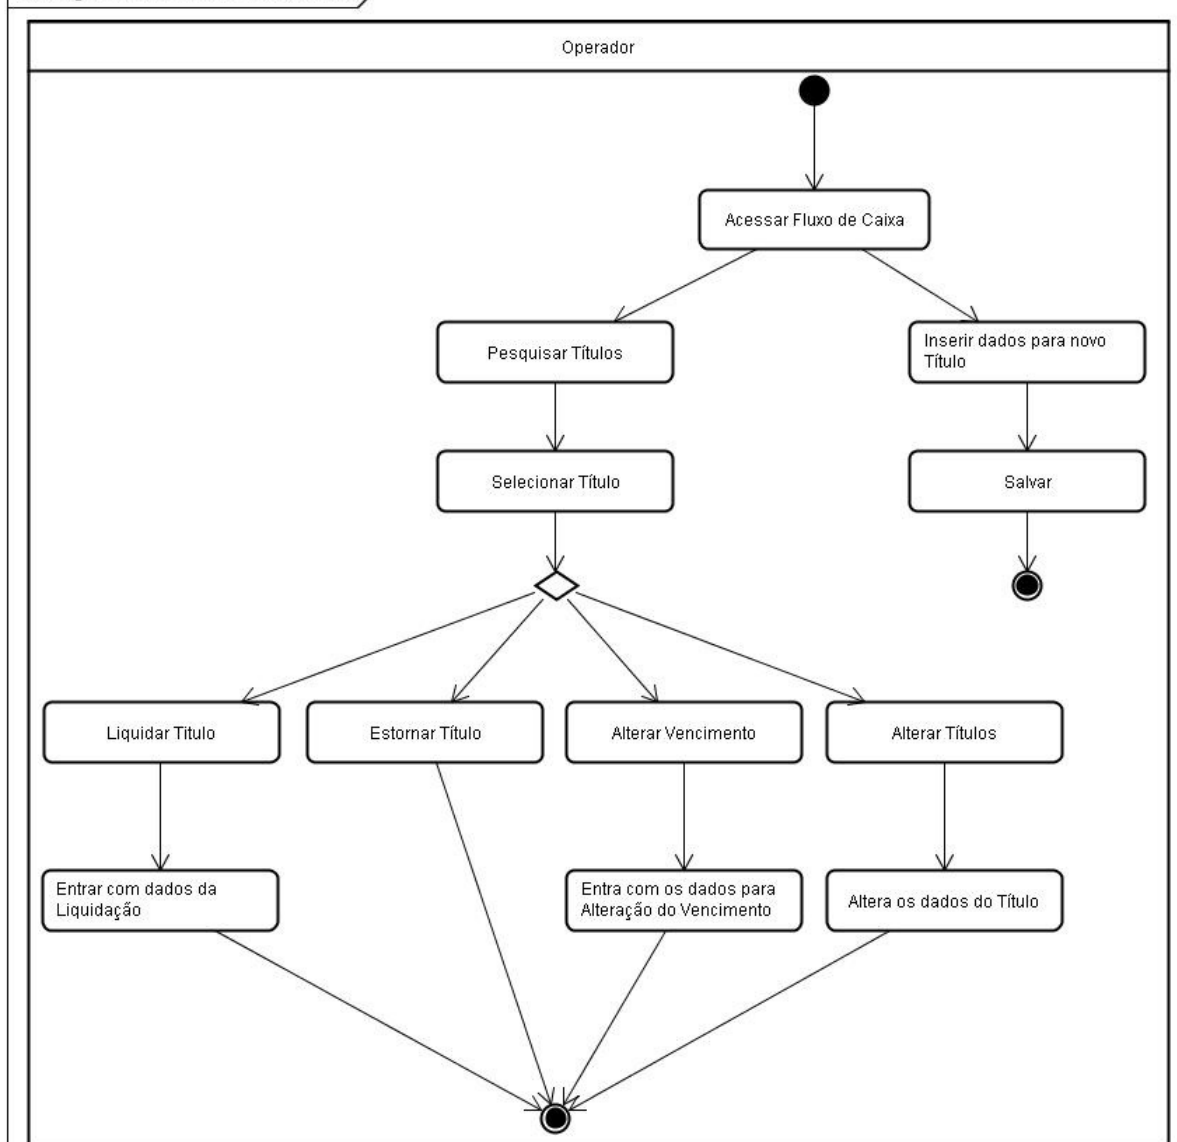 Operador
Acessar Fluxo de Caixa
Pesquisar Títulos
Inserir dados para novo
Título
Selecionar Título
Salvar
Liquidar Titulo
Estornar Título
Alterar Vencimento
Alterar Títulos
Entrar com dados da
Liquidação
Entra com os dados para
Alteração do Vencimento
Altera os dados do Título